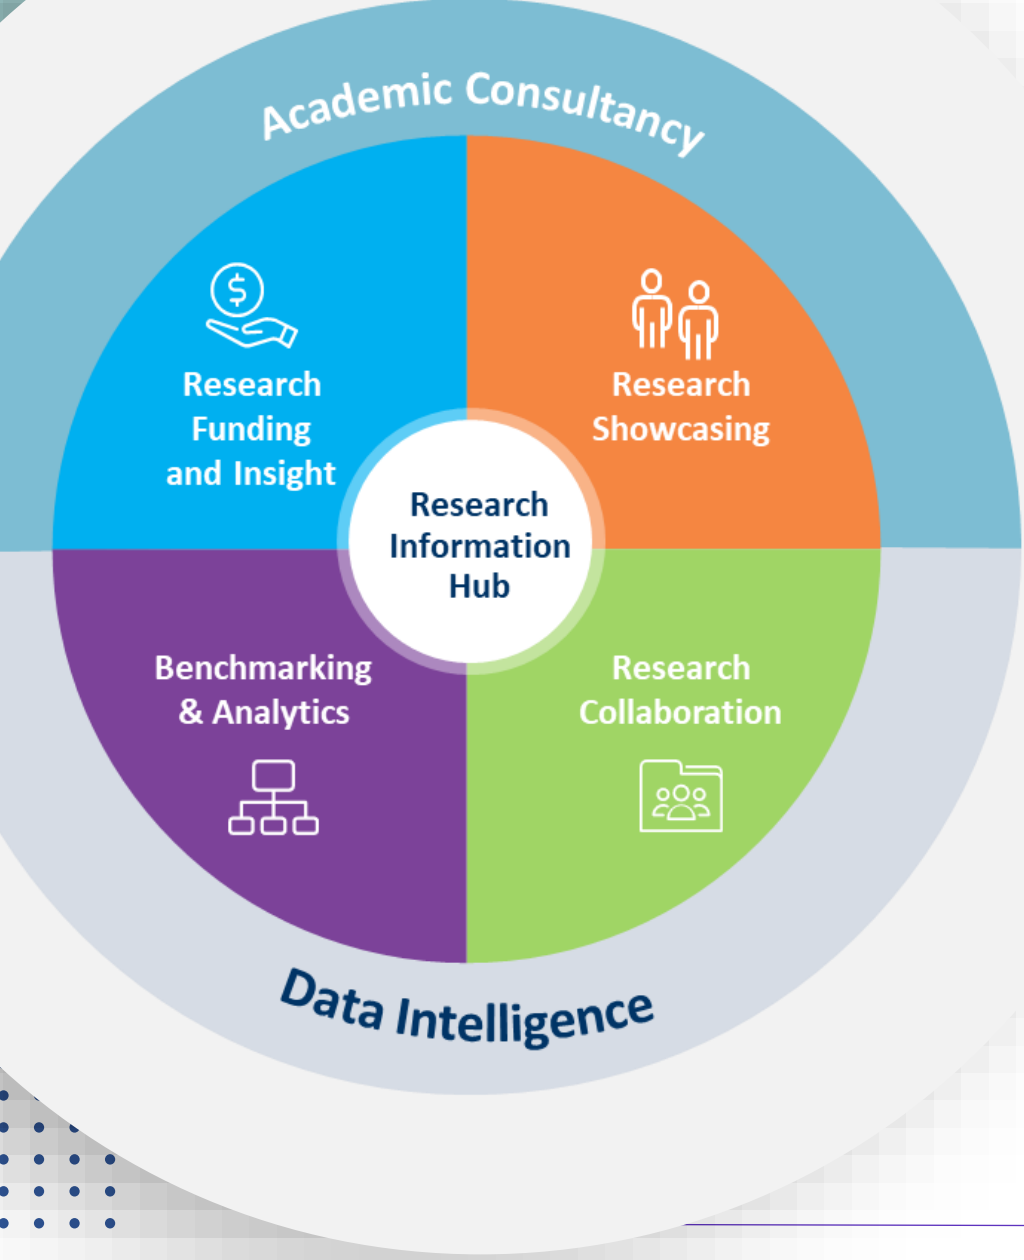 Academic Consultancy
$
Research
Funding
and Insight
Research
Showcasing
Research
Information
Hub
Benchmarking
& Analytics
Research
Collaboration
Data Intelligence